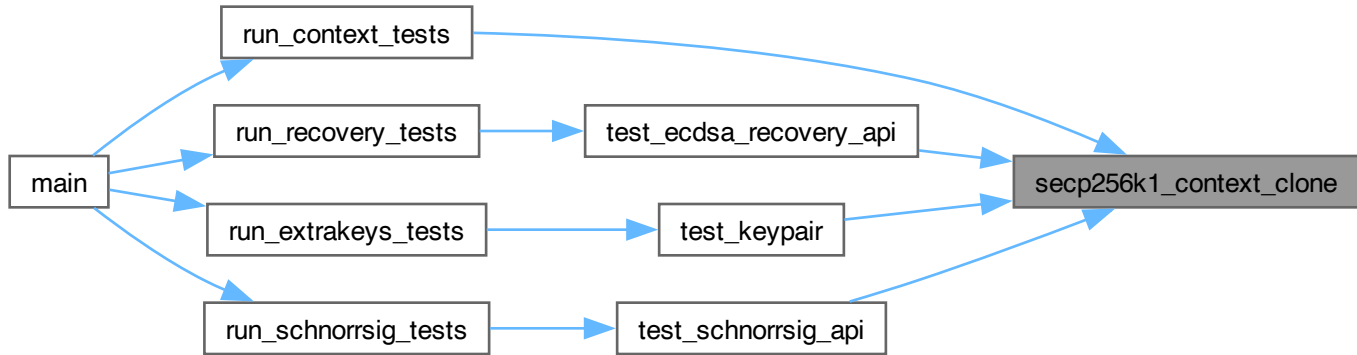 run_context_tests
run_recovery_tests
test_ecdsa_recovery_api
main
secp256k1_context_clone
run_extrakeys_tests
test_keypair
run_schnorrsig_tests
test_schnorrsig_api